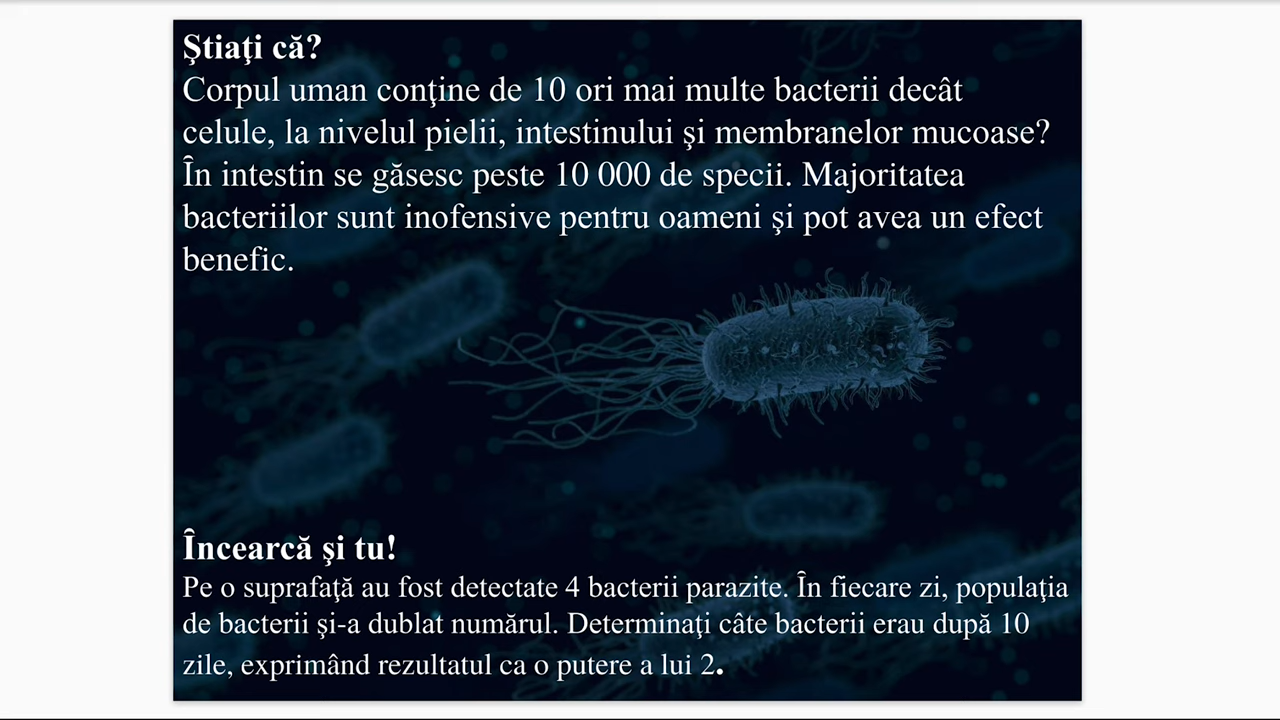 Ştiaţi că?
Corpul uman conţine de 10 ori mai multe bacterii decât
celule, la nivelul pielii, intestinului şi membranelor mucoase?
În intestin se găsesc peste 10 000 de specii. Majoritatea
bacteriilor sunt inofensive pentru oameni şi pot avea un efect
benefic.
Încearcă şi tu!
Pe o suprafaţă au fost detectate 4 bacterii parazite. În fiecare zi, populaţia
de bacterii şi-a dublat numărul. Determinaţi câte bacterii erau după 10
zile, exprimând rezultatul ca o putere a lui 2.